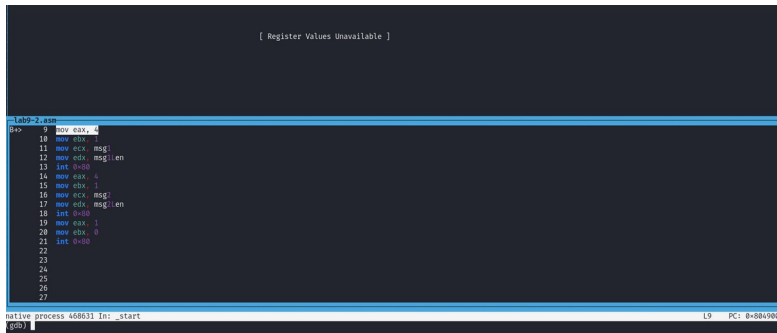 [ Register Values Unavailable ]
lab9-2.asm
B+> 9 mov eax, 4
10 mov ebx, 1
11 mov ecx, msg1
12 mov edx, msg1Len
13 int 0x80
14 mov eax, 4
15 mov ebx, 1
16 mov ecx, msg2
17 mov edx, msg2Len
18 int 0x80
19 mov eax, 1
20 mov ebx, 0
21 int 0x80
22
23
24
25
26
27
native process 468631 In: _start L9 PC: 0x80490
(gdb)